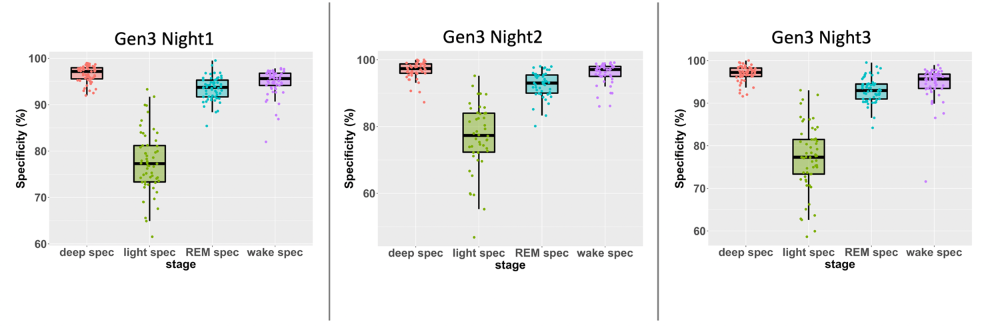 Gen3 Night1
100
90
80
70
60
Specificity (%)
deep spec light spec REM spec wake spec
stage
Gen3 Night2
100
80
60
Specificity (%)
deep spec light spec REM spec wake spec
stage
Gen3 Night3
100
90
80
70
60
Specificity (%)
deep spec light spec REM spec wake spec
stage